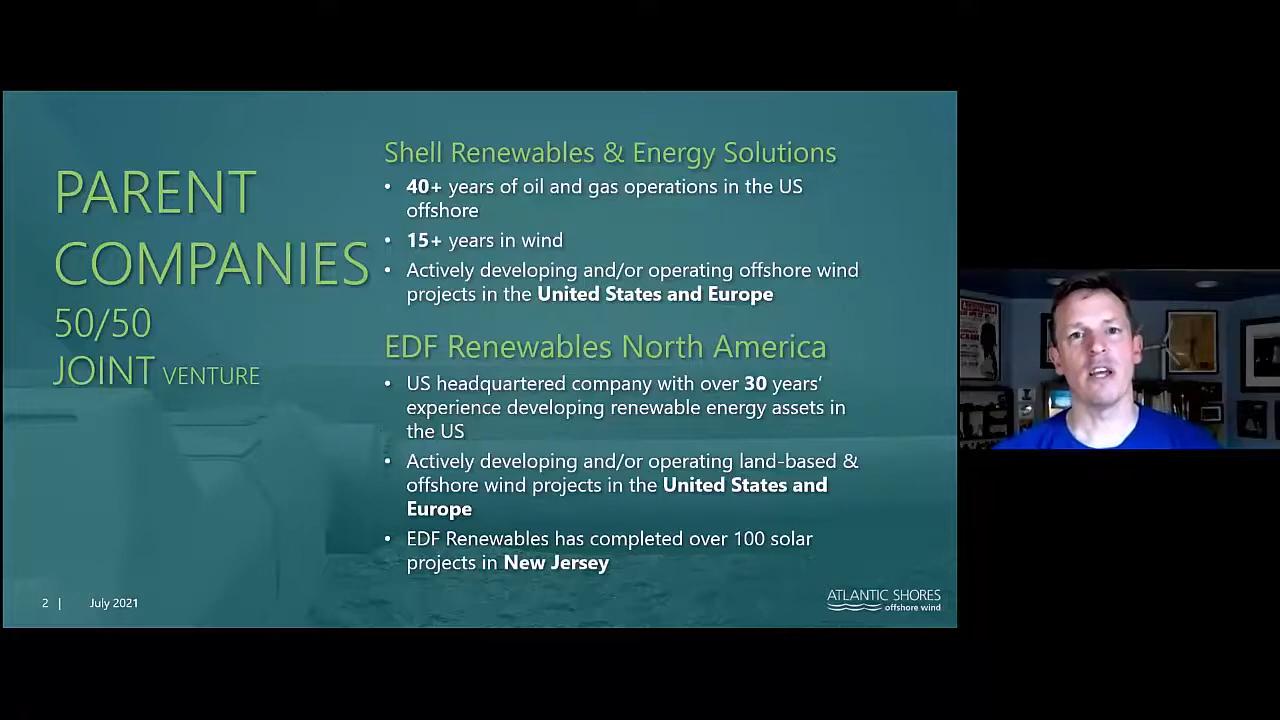 PARENT
COMPANIES
50/50
JOINT VENTURE
Shell Renewables & Energy Solutions
• 40+ years of oil and gas operations in the US
offshore
• 15+ years in wind
• Actively developing and/or operating offshore wind
projects in the United States and Europe
EDF Renewables North America
• US headquartered company with over 30 years’
experience developing renewable energy assets in
the US
• Actively developing and/or operating land-based &
offshore wind projects in the United States and
Europe
• EDF Renewables has completed over 100 solar
projects in New Jersey
2 | July 2021
ATLANTIC SHORES
offshore wind